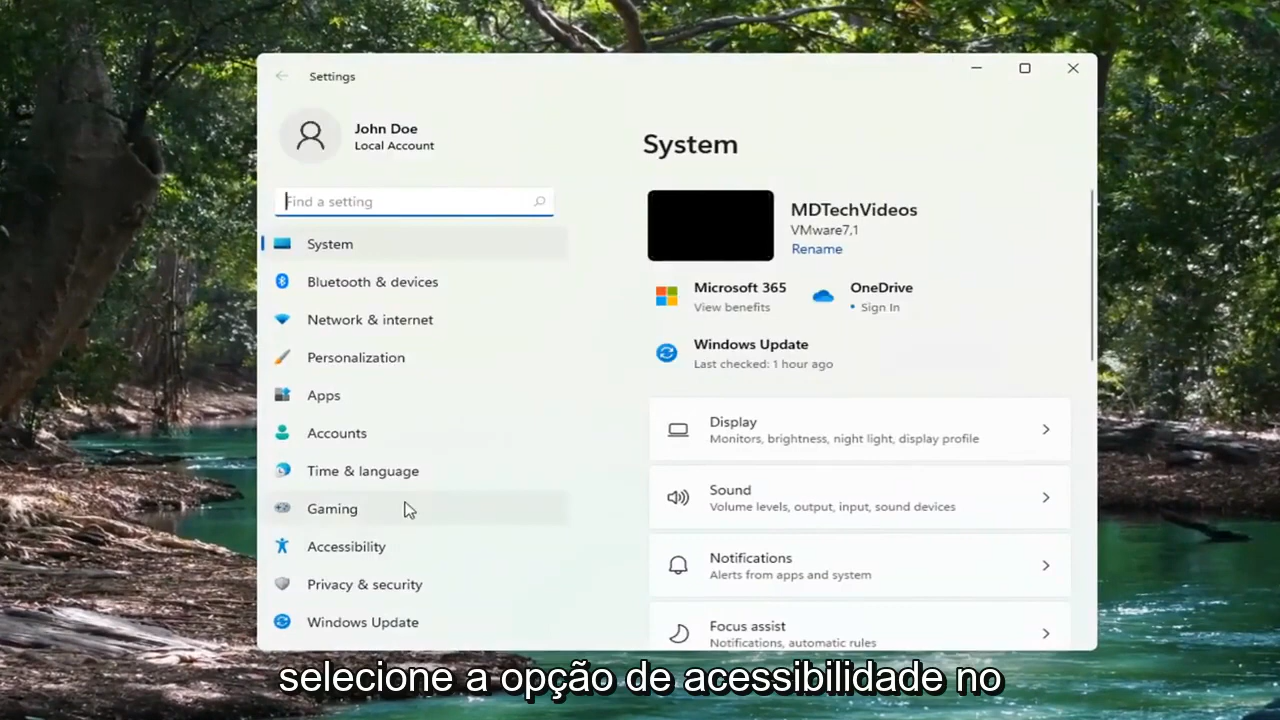 Settings
John Doe
Local Account
Find a setting
System
Bluetooth & devices
Network & internet
Personalization
Apps
Accounts
Time & language
Gaming
Accessibility
Privacy & security
Windows Update
System
MDTechVideos
VMware7,1
Rename
Microsoft 365
View benefits
OneDrive
• Sign In
Windows Update
Last checked: 1 hour ago
Display
Monitors, brightness, night light, display profile
Sound
Volume levels, output, input, sound devices
Notifications
Alerts from apps and system
Focus assist
Notifications, automatic rules
selecione a opção de acessibilidade no